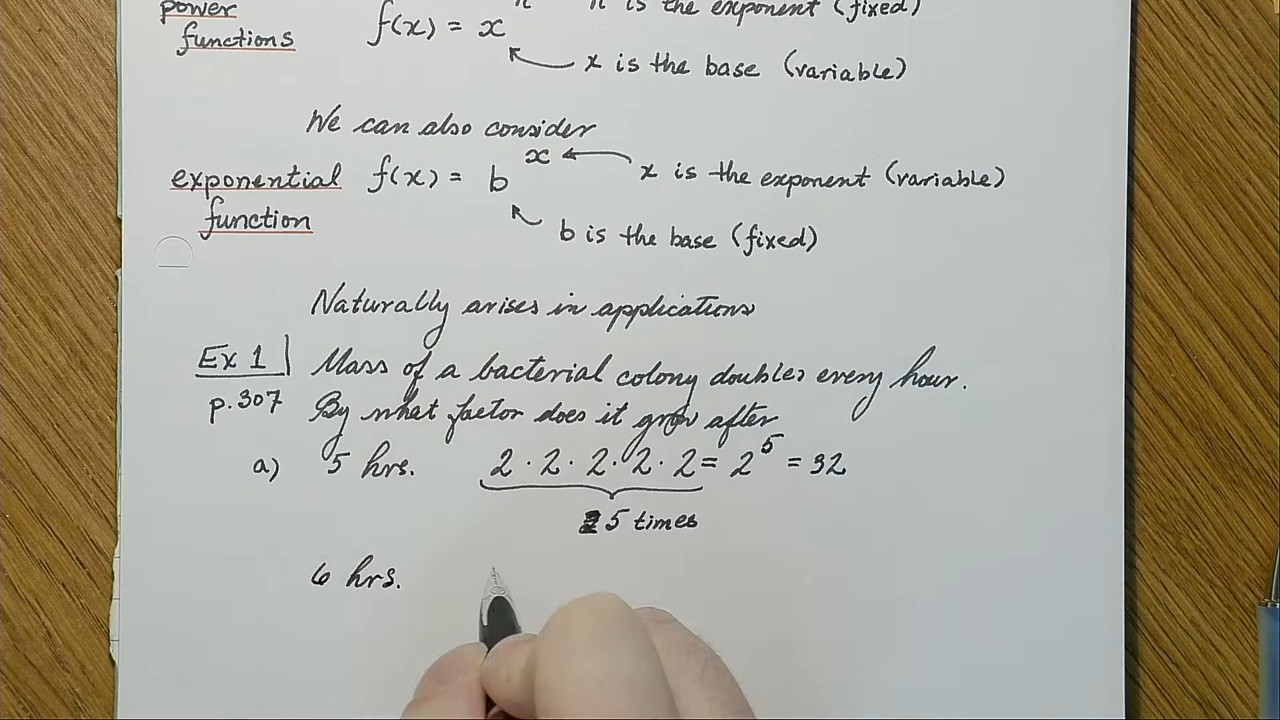 power functions f(x) = xⁿ n is the exponent (fixed)
x is the base (variable)
We can also consider
exponential function f(x) = bˣ x is the exponent (variable)
b is the base (fixed)
Naturally arises in applications
Ex 1 Mass of a bacterial colony doubles every hour.
p. 307 By what factor does it grow after
a) 5 hrs. 2 · 2 · 2 · 2 · 2 = 2⁵ = 32
5 times
6 hrs.